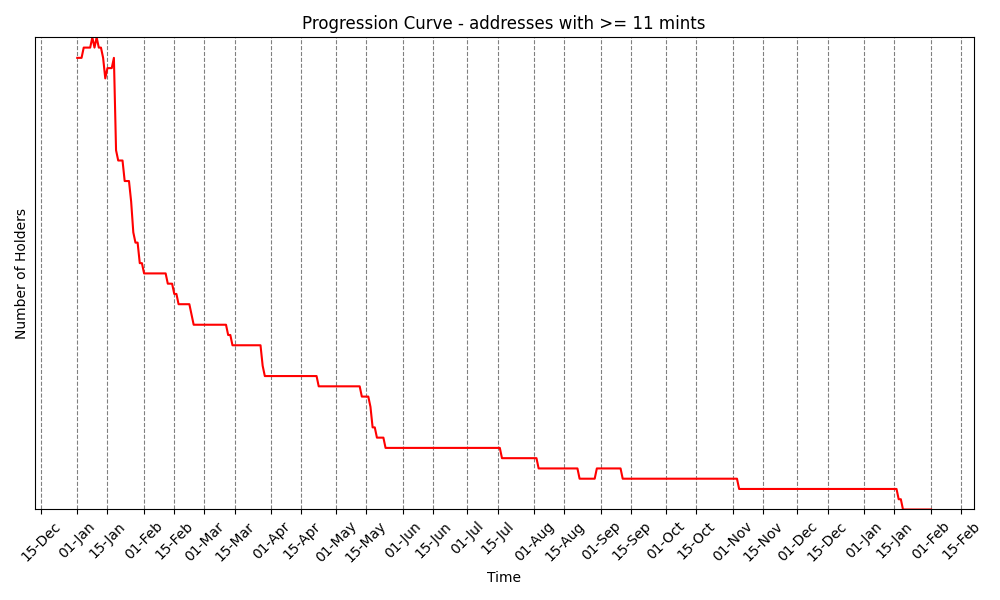 Progression Curve - addresses with >= 11 mints
Number of Holders
15-Dec
01-Jan
15-Jan
01-Feb
15-Feb
01-Mar
15-Mar
01-Apr
15-Apr
01-May
15-May
01-Jun
15-Jun
01-Jul
15-Jul
01-Aug
15-Aug
01-Sep
15-Sep
01-Oct
15-Oct
01-Nov
15-Nov
01-Dec
15-Dec
01-Jan
15-Jan
01-Feb
15-Feb
Time